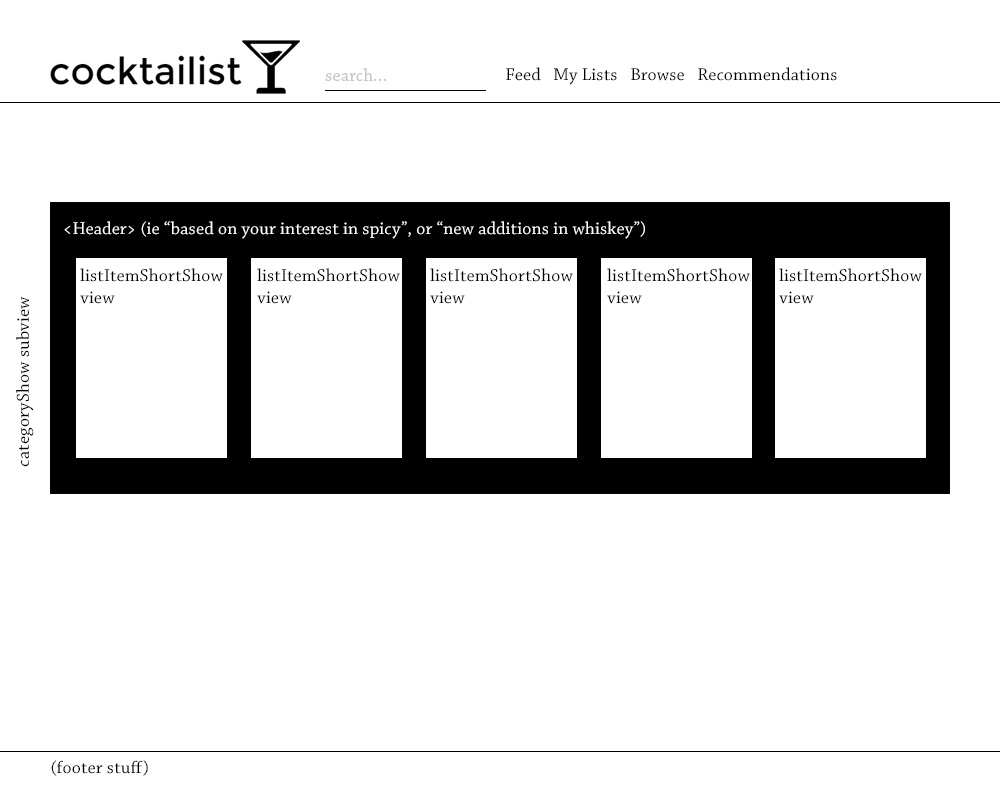 cocktailist
search...
Feed My Lists Browse Recommendations
<Header> (ie “based on your interest in spicy”, or “new additions in whiskey”)
listItemShortShow
view
listItemShortShow
view
listItemShortShow
view
listItemShortShow
view
listItemShortShow
view
categoryShow subview
(footer stuff)